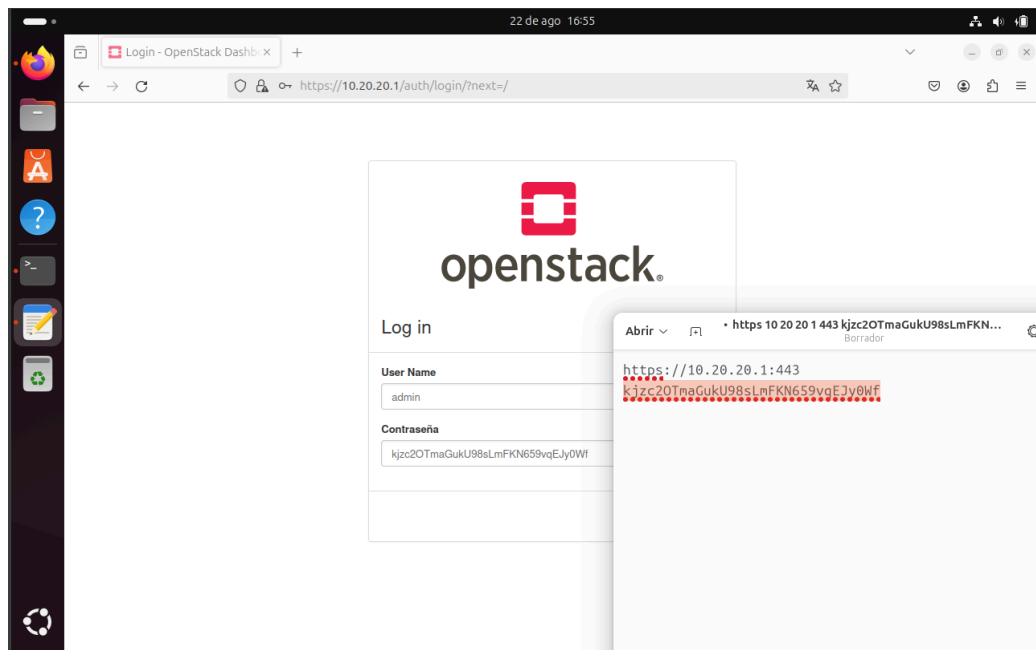 22 de ago 16:55
Login - OpenStack Dashb
https://10.20.20.1/auth/login/?next=/
openstack.
Log in
User Name
admin
Contraseña
kjzc2OTmaGukU98sLmFKN659vqEJy0Wf
Abrir
• https 10 20 20 1 443 kjzc2OTmaGukU98sLmFKN...
Borrador
https://10.20.20.1:443
kjzc2OTmaGukU98sLmFKN659vqEJy0Wf